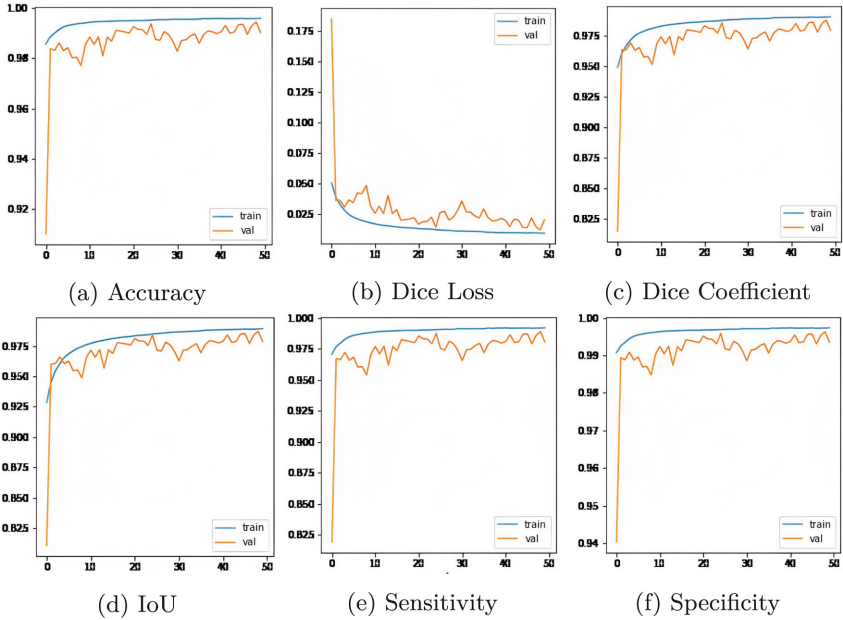 1.00
0.98
0.96
0.94
0.92
0 10 20 30 40 50
train
val
(a) Accuracy
0.175
0.150
0.125
0.100
0.075
0.050
0.025
0 10 20 30 40 50
train
val
(b) Dice Loss
0.975
0.950
0.925
0.900
0.875
0.850
0.825
0 10 20 30 40 50
train
val
(c) Dice Coefficient
0.975
0.950
0.925
0.900
0.875
0.850
0.825
0 10 20 30 40 50
train
val
(d) IoU
1.000
0.975
0.950
0.925
0.900
0.875
0.850
0.825
0 10 20 30 40 50
train
val
(e) Sensitivity
1.00
0.99
0.98
0.97
0.96
0.95
0.94
0 10 20 30 40 50
train
val
(f) Specificity